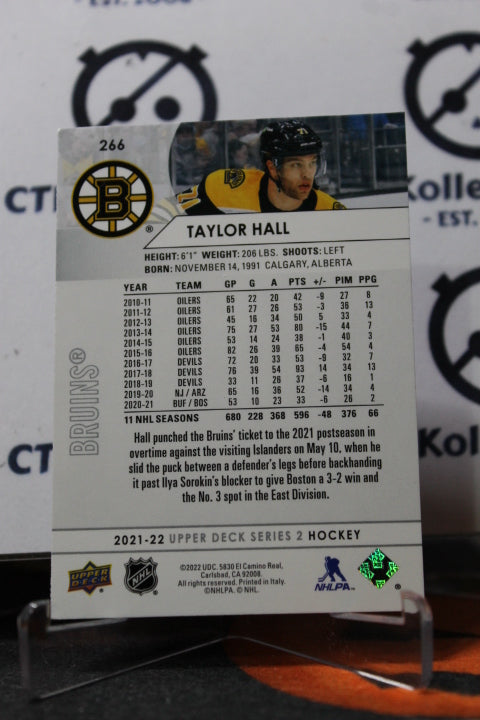 266
B
®
TAYLOR HALL
HEIGHT: 6'1" WEIGHT: 206 LBS. SHOOTS: LEFT
BORN: NOVEMBER 14, 1991 CALGARY, ALBERTA
YEAR TEAM GP G A PTS +/- PIM PPG
2010-11 OILERS 65 22 20 42 -9 27 8
2011-12 OILERS 61 27 26 53 -3 36 13
2012-13 OILERS 45 16 34 50 5 33 4
2013-14 OILERS 75 27 53 80 -15 44 7
2014-15 OILERS 53 14 24 38 -1 40 3
2015-16 OILERS 82 26 39 65 -4 54 4
2016-17 DEVILS 72 20 33 53 -9 32 7
2017-18 DEVILS 76 39 54 93 14 34 13
2018-19 DEVILS 33 11 26 37 -6 16 1
2019-20 NJ / ARZ 65 16 36 52 -14 34 4
2020-21 BUF / BOS 53 10 23 33 -6 26 2
11 NHL SEASONS 680 228 368 596 -48 376 66
BRUINS®
Hall punched the Bruins' ticket to the 2021 postseason in
overtime against the visiting Islanders on May 10, when he
slid the puck between a defender's legs before backhanding
it past Ilya Sorokin's blocker to give Boston a 3-2 win and
the No. 3 spot in the East Division.
2021-22 UPPER DECK SERIES 2 HOCKEY
UPPER DECK
NHL
©2022 UDC. 5830 El Camino Real,
Carlsbad, CA 92008.
All rights reserved. Printed in Italy.
©NHLPA. © NHL.
NHLPA
®
CT
Kolle
- EST.
Kol